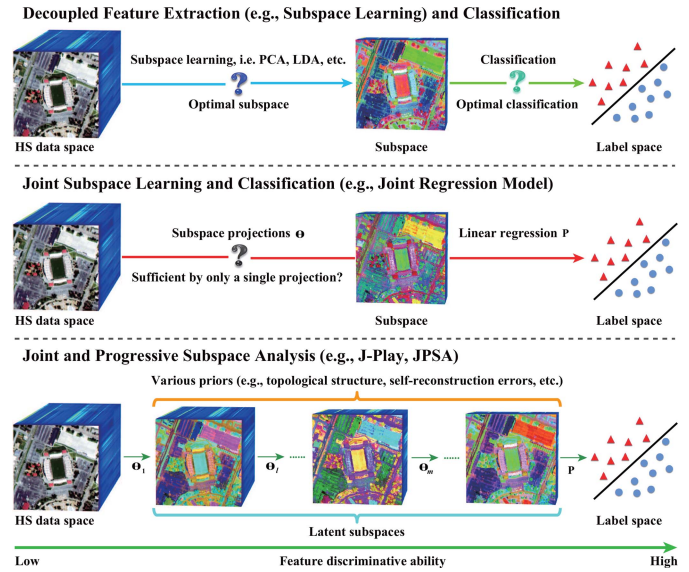 Decoupled Feature Extraction (e.g., Subspace Learning) and Classification
Subspace learning, i.e. PCA, LDA, etc.
Classification
?
?
Optimal subspace
Optimal classification
HS data space
Subspace
Label space
Joint Subspace Learning and Classification (e.g., Joint Regression Model)
Subspace projections Θ
Linear regression P
?
Sufficient by only a single projection?
HS data space
Subspace
Label space
Joint and Progressive Subspace Analysis (e.g., J-Play, JPSA)
Various priors (e.g., topological structure, self-reconstruction errors, etc.)
Θ₁
Θₗ
......
Θₘ
......
P
HS data space
Latent subspaces
Label space
Low
Feature discriminative ability
High